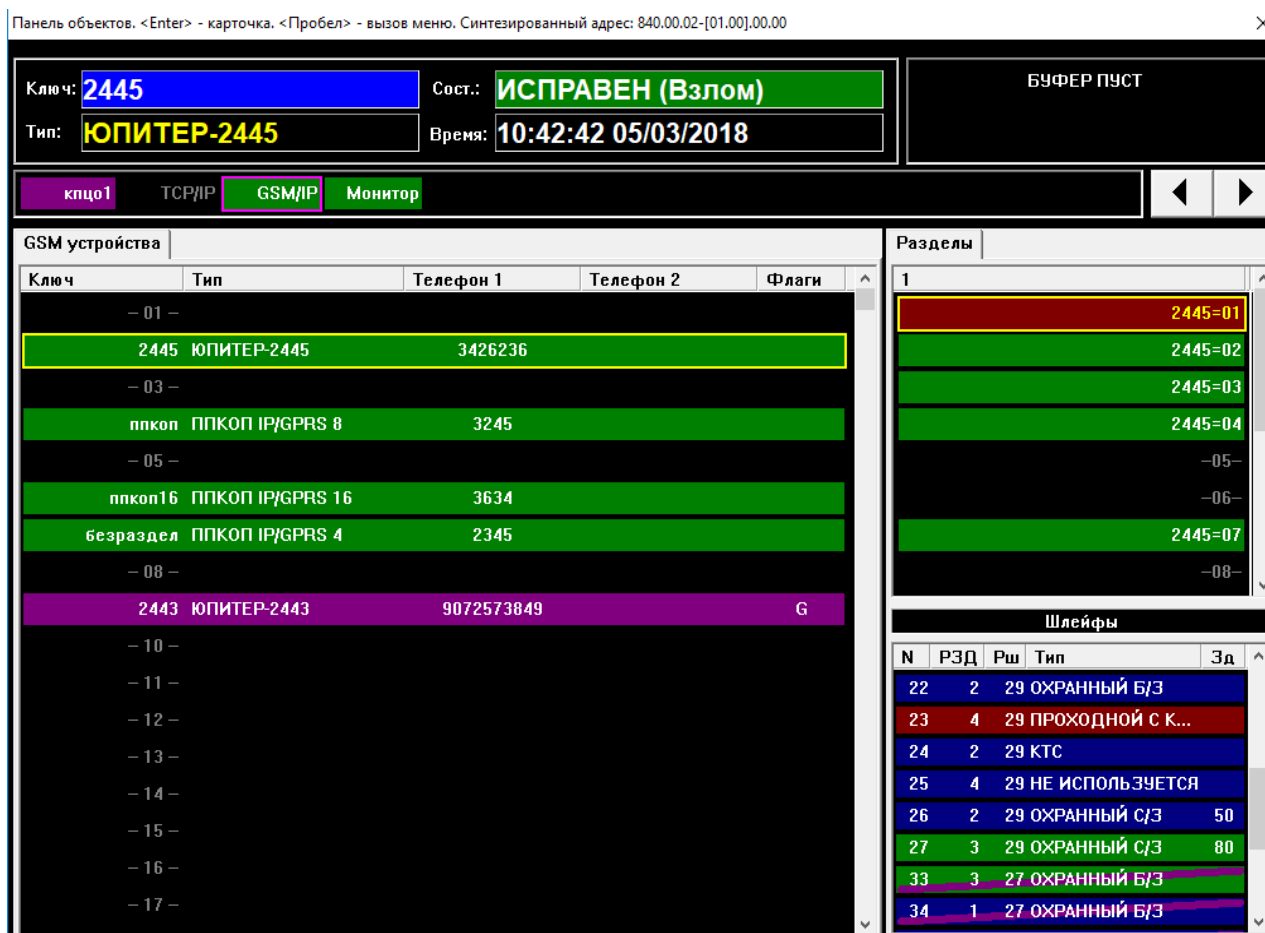 Панель объектов. <Enter> - карточка. <Пробел> - вызов меню. Синтезированный адрес: 840.00.02-[01.00].00.00
Ключ: 2445 Сост.: ИСПРАВЕН (Взлом)
Тип: ЮПИТЕР-2445 Время: 10:42:42 05/03/2018
БУФЕР ПУСТ
кпцо1 TCP/IP GSM/IP Монитор
GSM устройства
Ключ Тип Телефон 1 Телефон 2 Флаги
– 01 –
2445 ЮПИТЕР-2445 3426236
– 03 –
ппкоп ППКОП IP/GPRS 8 3245
– 05 –
ппкоп16 ППКОП IP/GPRS 16 3634
безраздел ППКОП IP/GPRS 4 2345
– 08 –
2443 ЮПИТЕР-2443 9072573849 G
– 10 –
– 11 –
– 12 –
– 13 –
– 14 –
– 15 –
– 16 –
– 17 –
Разделы
1
2445=01
2445=02
2445=03
2445=04
–05–
–06–
2445=07
–08–
Шлейфы
N РЗД Рш Тип Зд
22 2 29 ОХРАННЫЙ Б/З
23 4 29 ПРОХОДНОЙ С К...
24 2 29 КТС
25 4 29 НЕ ИСПОЛЬЗУЕТСЯ
26 2 29 ОХРАННЫЙ С/З 50
27 3 29 ОХРАННЫЙ С/З 80
33 3 27 ОХРАННЫЙ Б/З
34 1 27 ОХРАННЫЙ Б/З